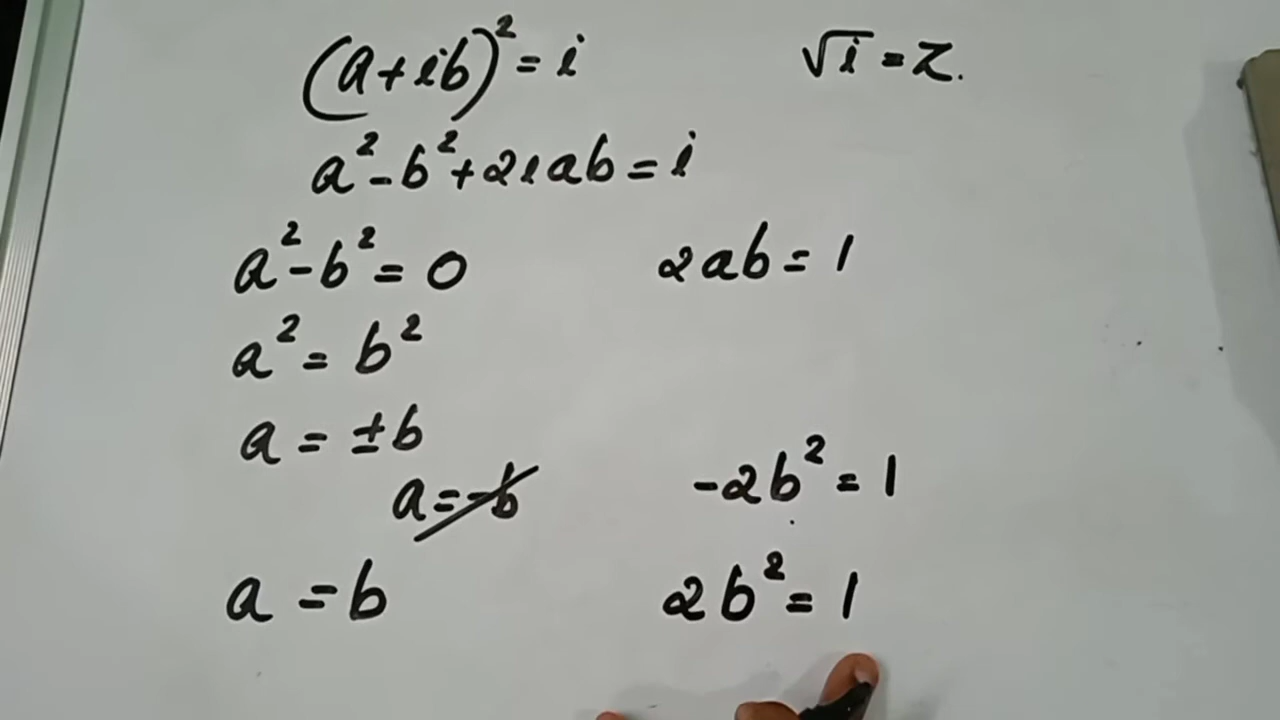 (a+ib)² = i √i = Z.
a²-b²+2iab = i
a²-b² = 0 2ab = 1
a² = b²
a = ±b
a = -b -2b² = 1
a = b 2b² = 1